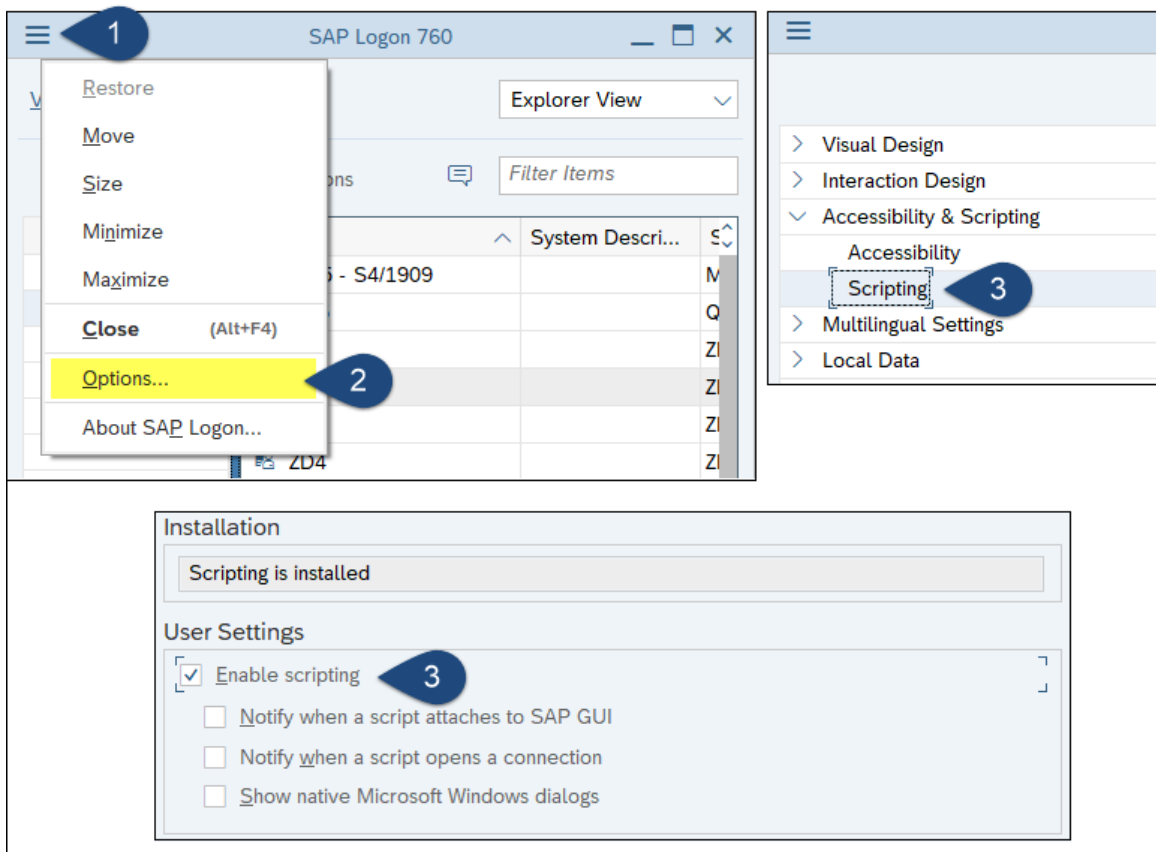 1
SAP Logon 760
Restore
Explorer View
Move
Size
Filter Items
Minimize
System Descri...
Maximize
- S4/1909
Close (Alt+F4)
Options...
2
About SAP Logon...
ZD4
Visual Design
Interaction Design
Accessibility & Scripting
Accessibility
Scripting
3
Multilingual Settings
Local Data
Installation
Scripting is installed
User Settings
Enable scripting
3
Notify when a script attaches to SAP GUI
Notify when a script opens a connection
Show native Microsoft Windows dialogs